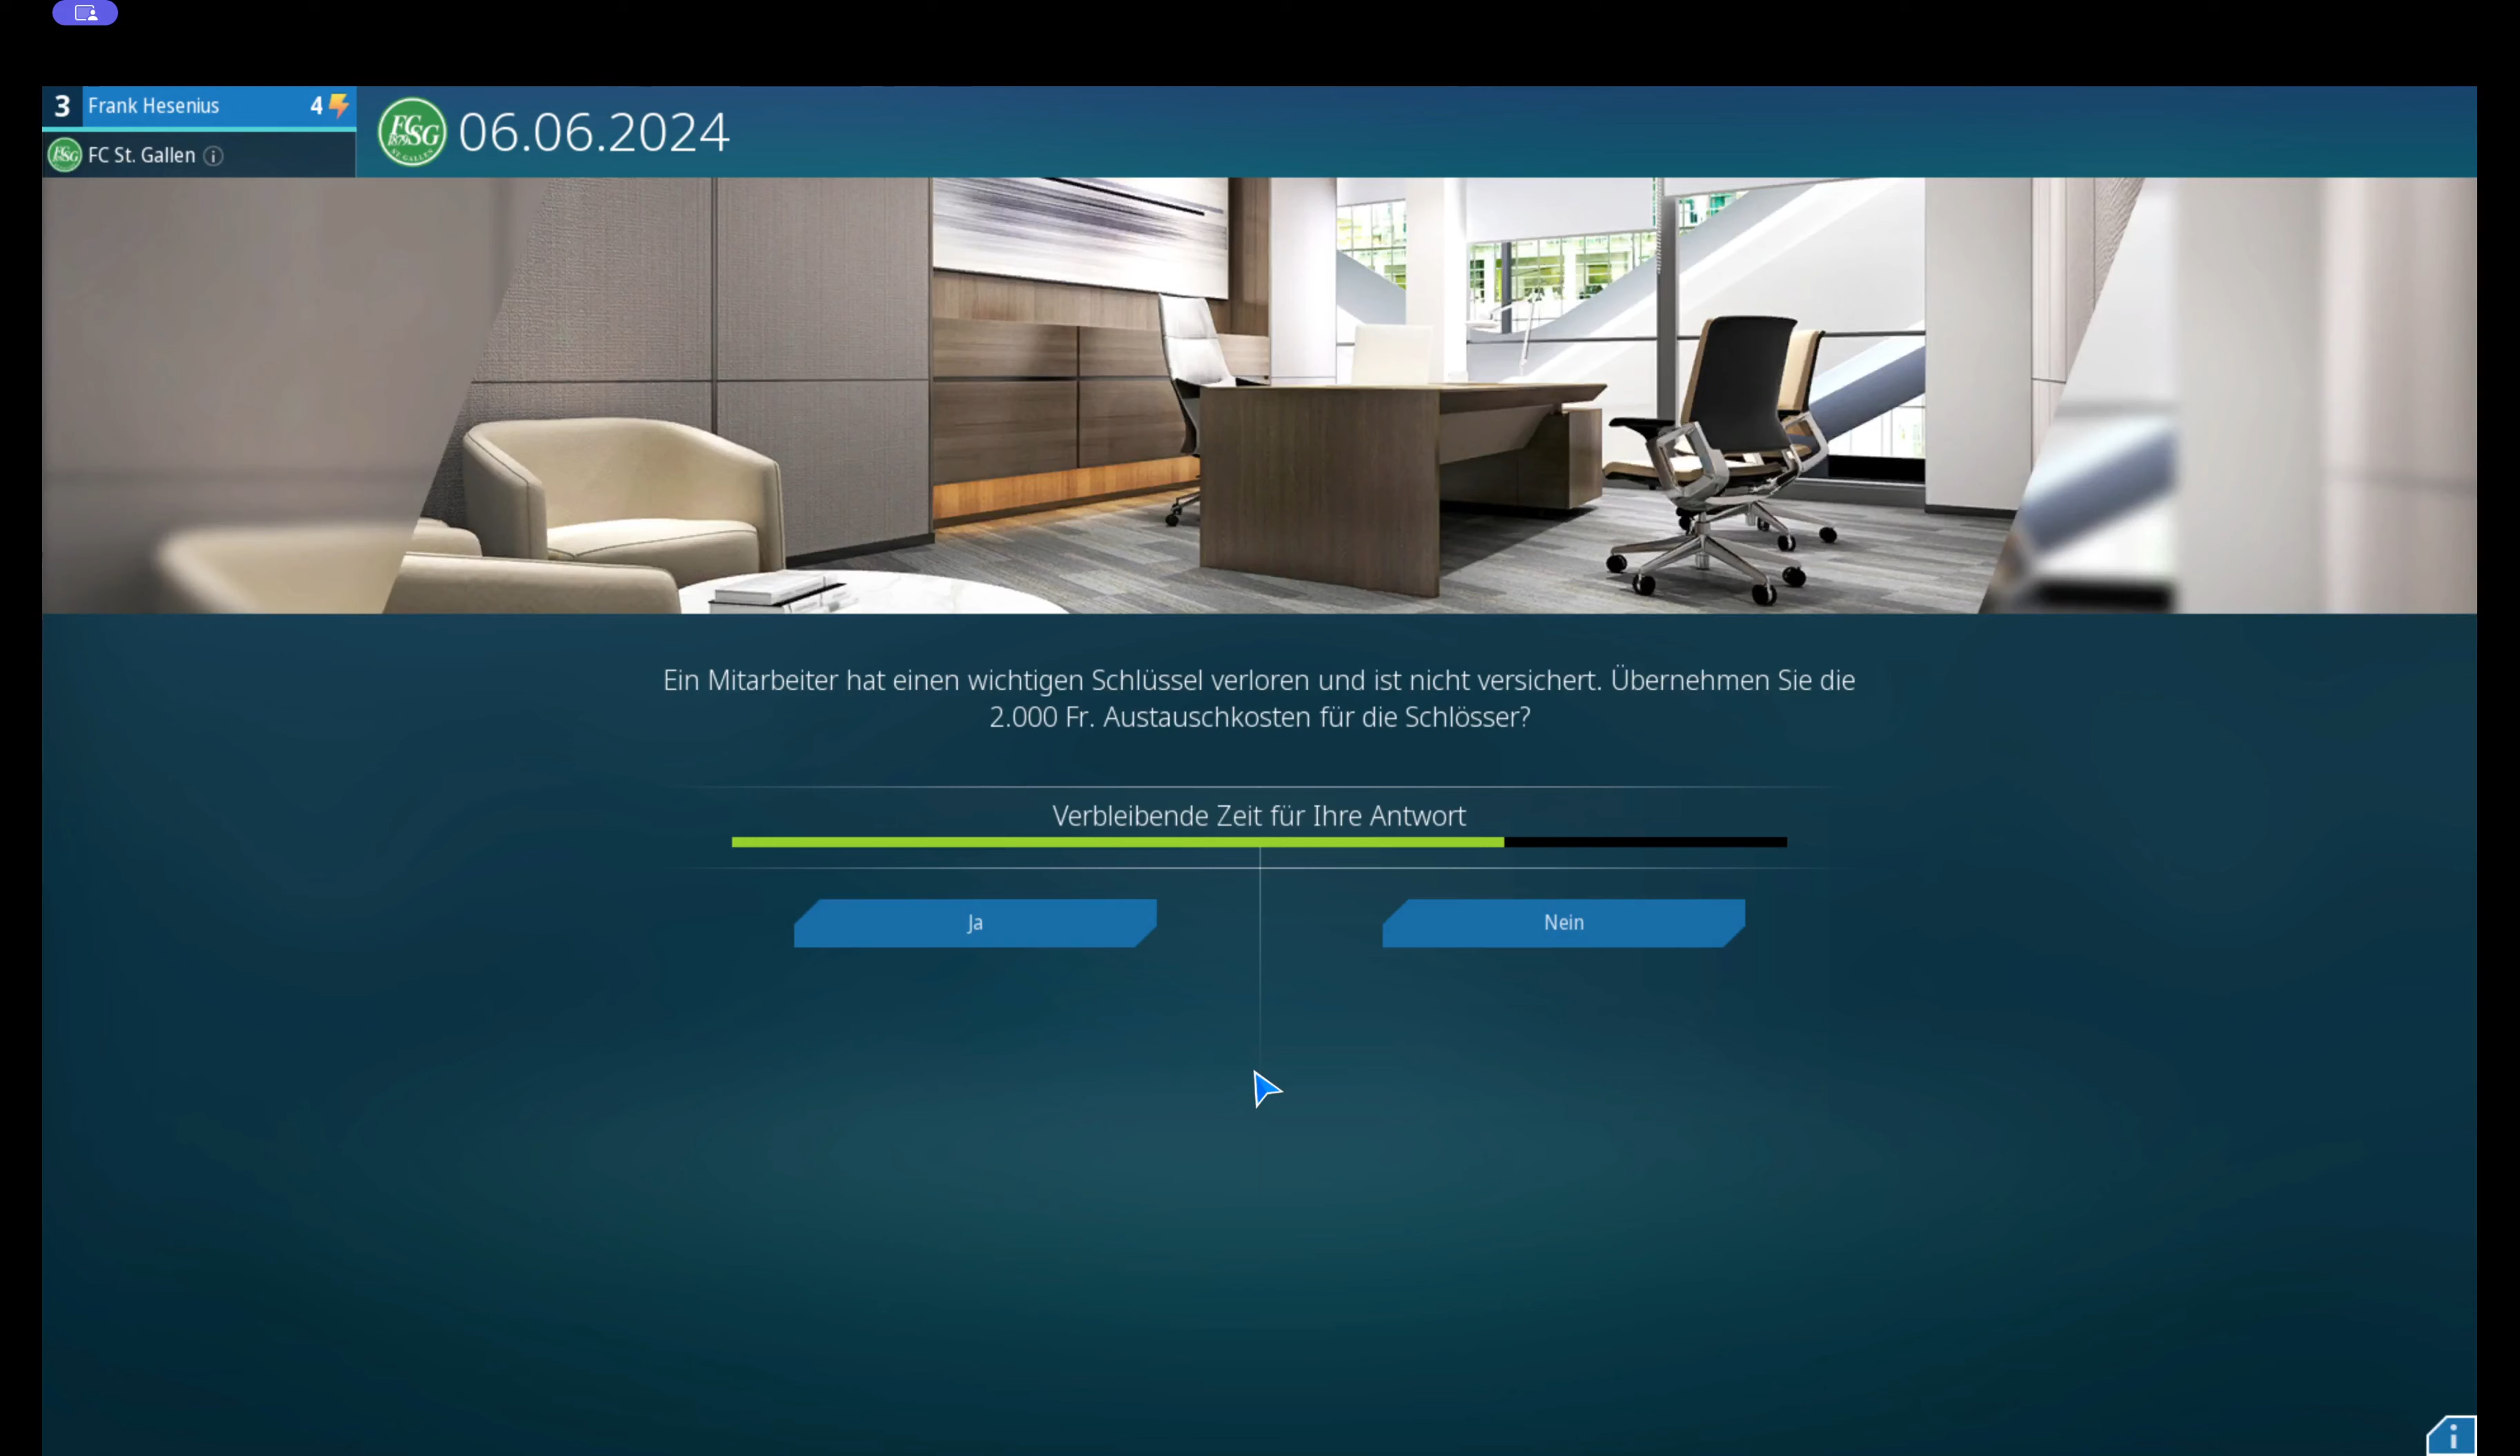 3 Frank Hesenius 4
FC St. Gallen
06.06.2024
Ein Mitarbeiter hat einen wichtigen Schlüssel verloren und ist nicht versichert. Übernehmen Sie die
2.000 Fr. Austauschkosten für die Schlösser?
Verbleibende Zeit für Ihre Antwort
Ja
Nein